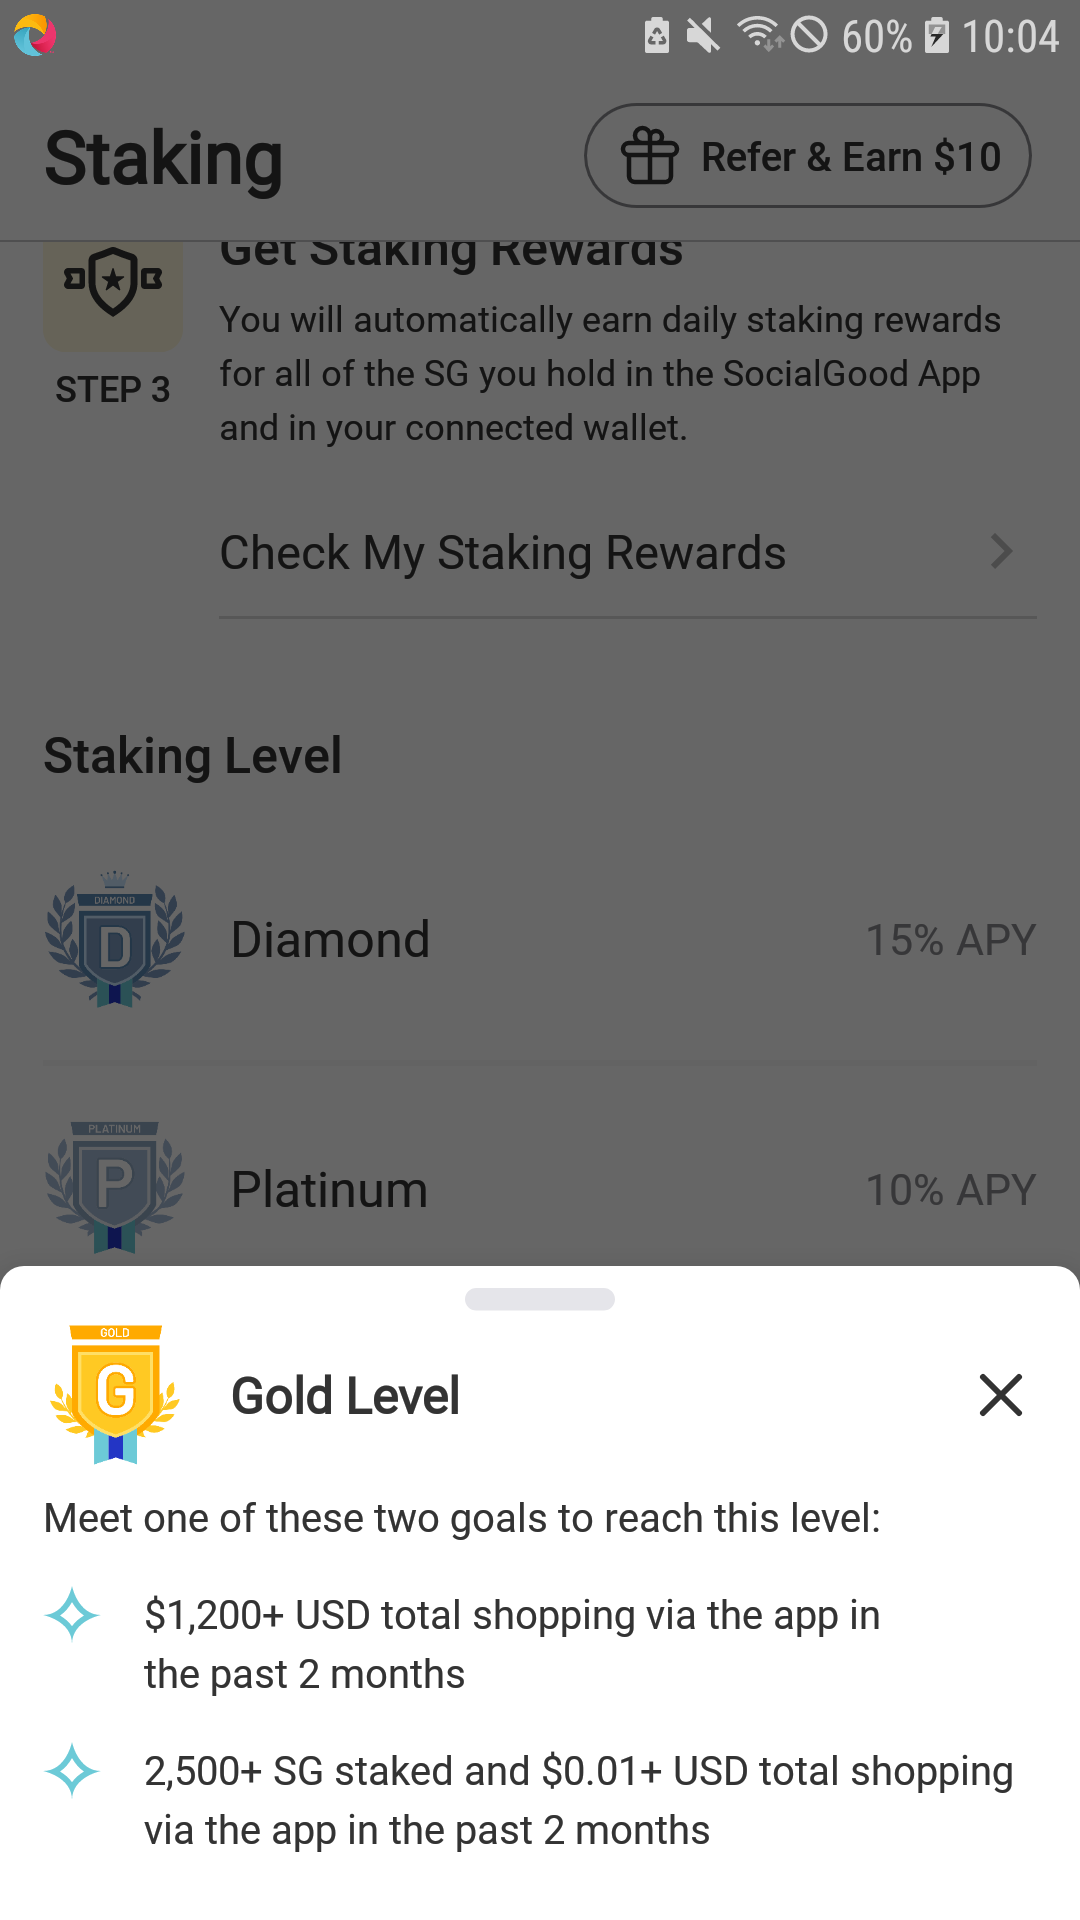 60% 10:04
Staking
Refer & Earn $10
Get Staking Rewards
You will automatically earn daily staking rewards
for all of the SG you hold in the SocialGood App
and in your connected wallet.
STEP 3
Check My Staking Rewards
Staking Level
DIAMOND
D
Diamond
15% APY
PLATINUM
P
Platinum
10% APY
GOLD
G
Gold Level
Meet one of these two goals to reach this level:
$1,200+ USD total shopping via the app in
the past 2 months
2,500+ SG staked and $0.01+ USD total shopping
via the app in the past 2 months